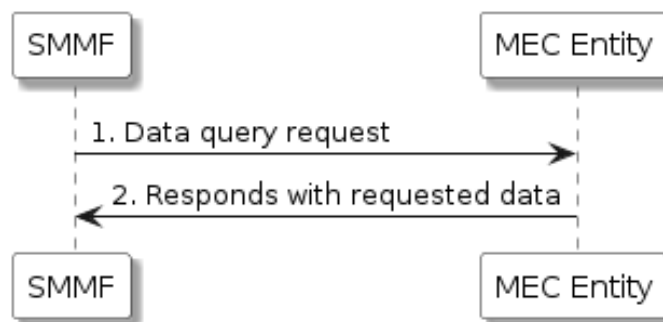 SMMF
MEC Entity
1. Data query request
2. Responds with requested data
SMMF
MEC Entity